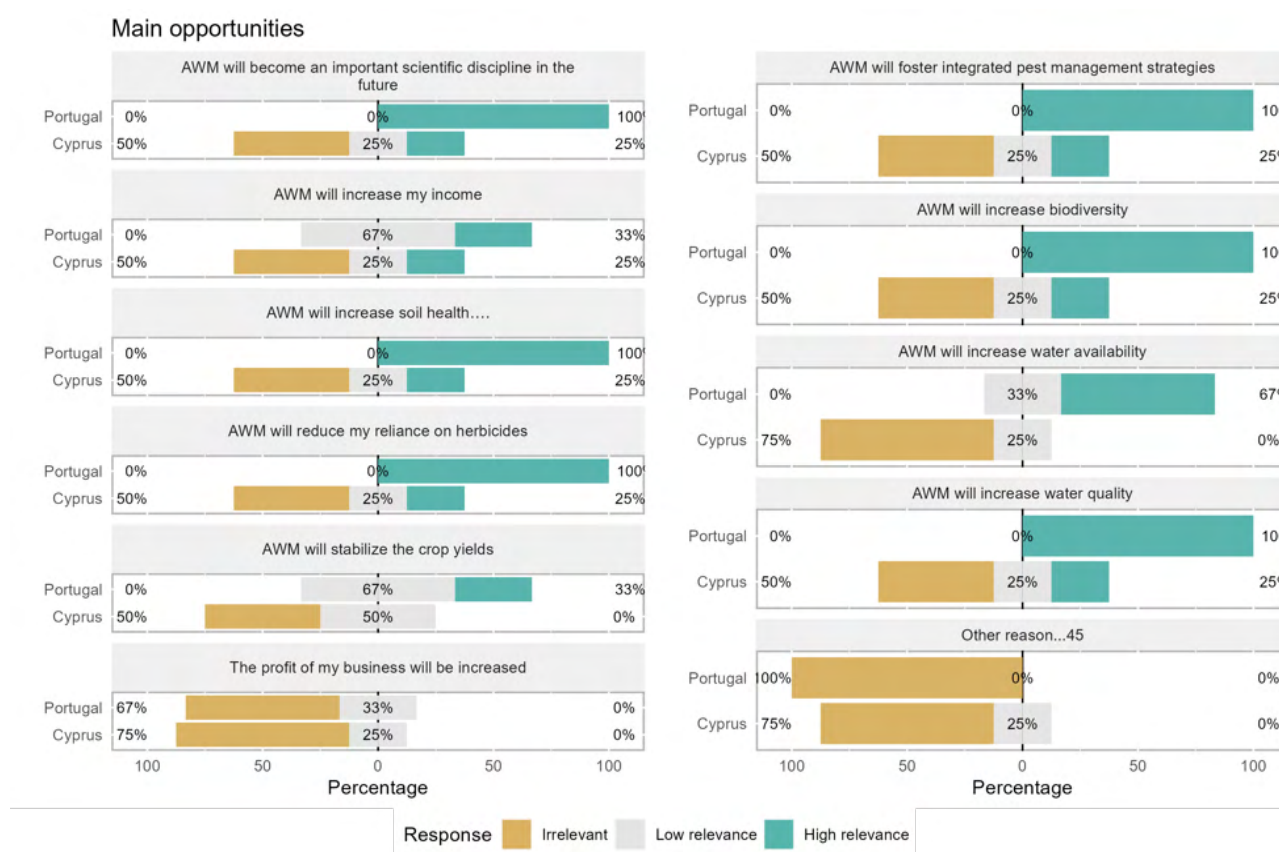 Main opportunities
AWM will become an important scientific discipline in the
future
Portugal 0% 0% 100%
Cyprus 50% 25% 25%
AWM will increase my income
Portugal 0% 67% 33%
Cyprus 50% 25% 25%
AWM will increase soil health....
Portugal 0% 0% 100%
Cyprus 50% 25% 25%
AWM will reduce my reliance on herbicides
Portugal 0% 0% 100%
Cyprus 50% 25% 25%
AWM will stabilize the crop yields
Portugal 0% 67% 33%
Cyprus 50% 50% 0%
The profit of my business will be increased
Portugal 67% 33% 0%
Cyprus 75% 25% 0%
100 50 0 50 100
Percentage
AWM will foster integrated pest management strategies
Portugal 0% 0% 10
Cyprus 50% 25% 25%
AWM will increase biodiversity
Portugal 0% 0% 10
Cyprus 50% 25% 25%
AWM will increase water availability
Portugal 0% 33% 67%
Cyprus 75% 25% 0%
AWM will increase water quality
Portugal 0% 0% 10
Cyprus 50% 25% 25%
Other reason...45
Portugal 100% 0% 0%
Cyprus 75% 25% 0%
100 50 0 50 100
Percentage
Response Irrelevant Low relevance High relevance